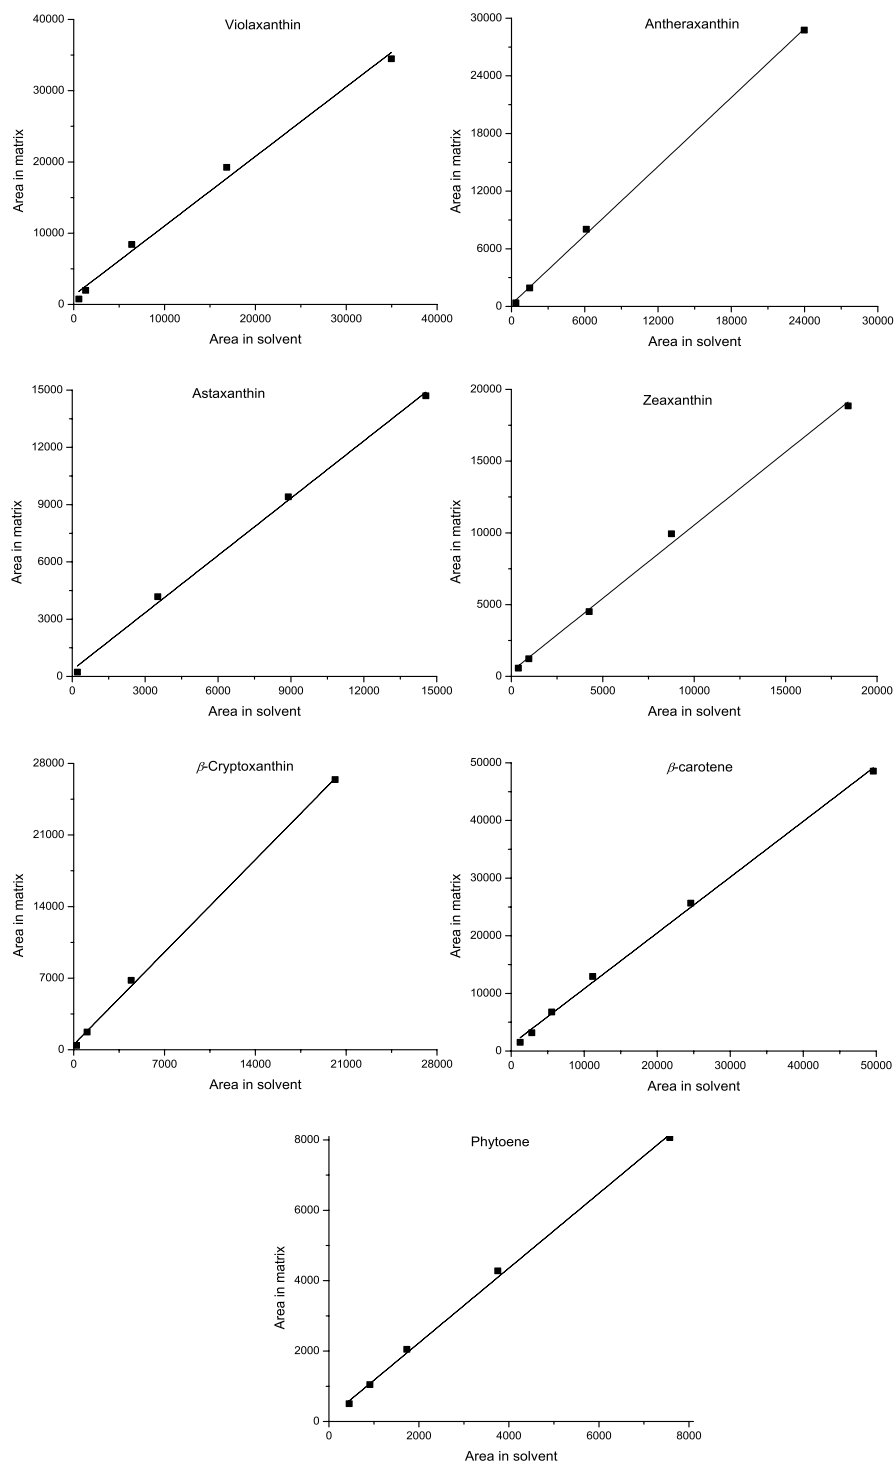 Violaxanthin
40000
30000
20000
10000
0
Area in matrix
0 10000 20000 30000 40000
Area in solvent
Antheraxanthin
30000
24000
18000
12000
6000
0
Area in matrix
0 6000 12000 18000 24000 30000
Area in solvent
Astaxanthin
15000
12000
9000
6000
3000
0
Area in matrix
0 3000 6000 9000 12000 15000
Area in solvent
Zeaxanthin
20000
15000
10000
5000
0
Area in matrix
0 5000 10000 15000 20000
Area in solvent
β-Cryptoxanthin
28000
21000
14000
7000
0
Area in matrix
0 7000 14000 21000 28000
Area in solvent
β-carotene
50000
40000
30000
20000
10000
0
Area in matrix
0 10000 20000 30000 40000 50000
Area in solvent
Phytoene
8000
6000
4000
2000
0
Area in matrix
0 2000 4000 6000 8000
Area in solvent